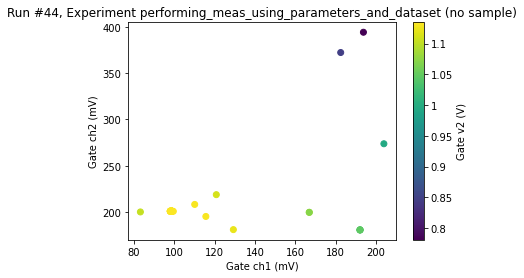 Run #44, Experiment performing_meas_using_parameters_and_dataset (no sample)
400
350
300
250
200
Gate ch2 (mV)
80 100 120 140 160 180 200
Gate ch1 (mV)
1.1
1.05
1
0.95
0.9
0.85
0.8
Gate v2 (V)